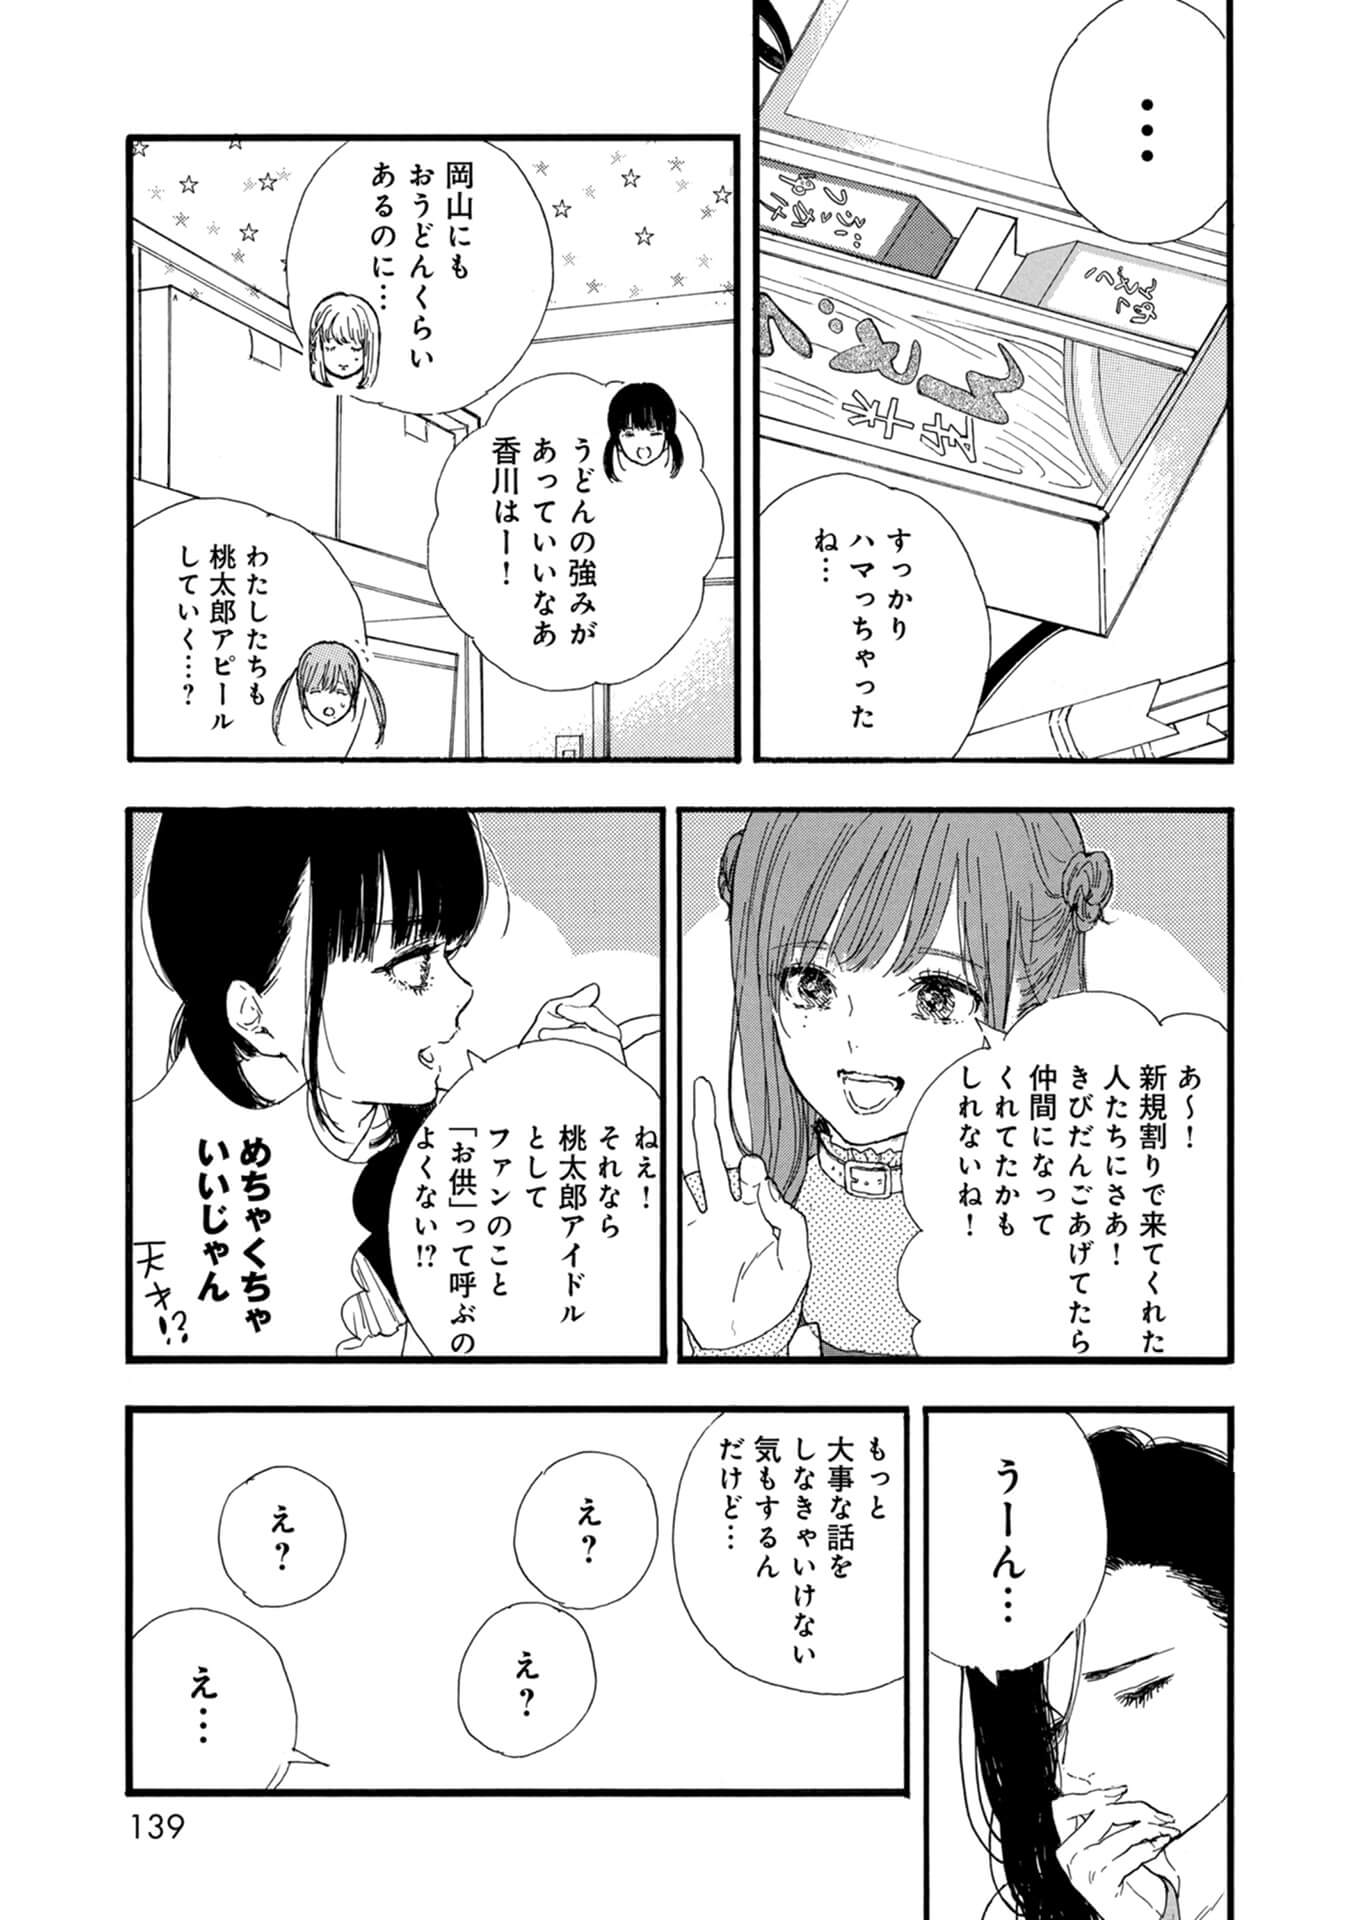 ・・・
すっかり
ハマっちゃった
ね…
つぶつゆ
岡山にも
おうどんくらい
あるのに…
うどんの強みが
あっていいなあ
香川はー！
わたしたちも
桃太郎アピール
していく…？
あ〜！
新規割りで来てくれた
人たちにさあ！
きびだんごあげてたら
仲間になって
くれてたかも
しれないね！
ねぇ！
それなら
桃太郎アイドル
として
ファンのこと
「お供」って呼ぶの
よくない!?
めちゃくちゃ
いいじゃん
天才!?
うーん…
もっと
大事な話を
しなきゃいけない
気もするん
だけど…
え？
え？
え？
え…
139